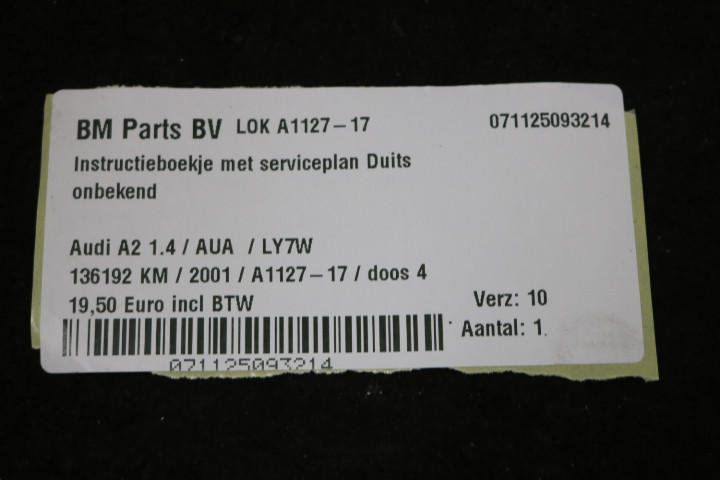 BM Parts BV LOK A1127-17 071125093214
Instructieboekje met serviceplan Duits
onbekend
Audi A2 1.4 / AUA / LY7W
136192 KM / 2001 / A1127-17 / doos 4
19,50 Euro incl BTW Verz: 10
Aantal: 1
071125093214